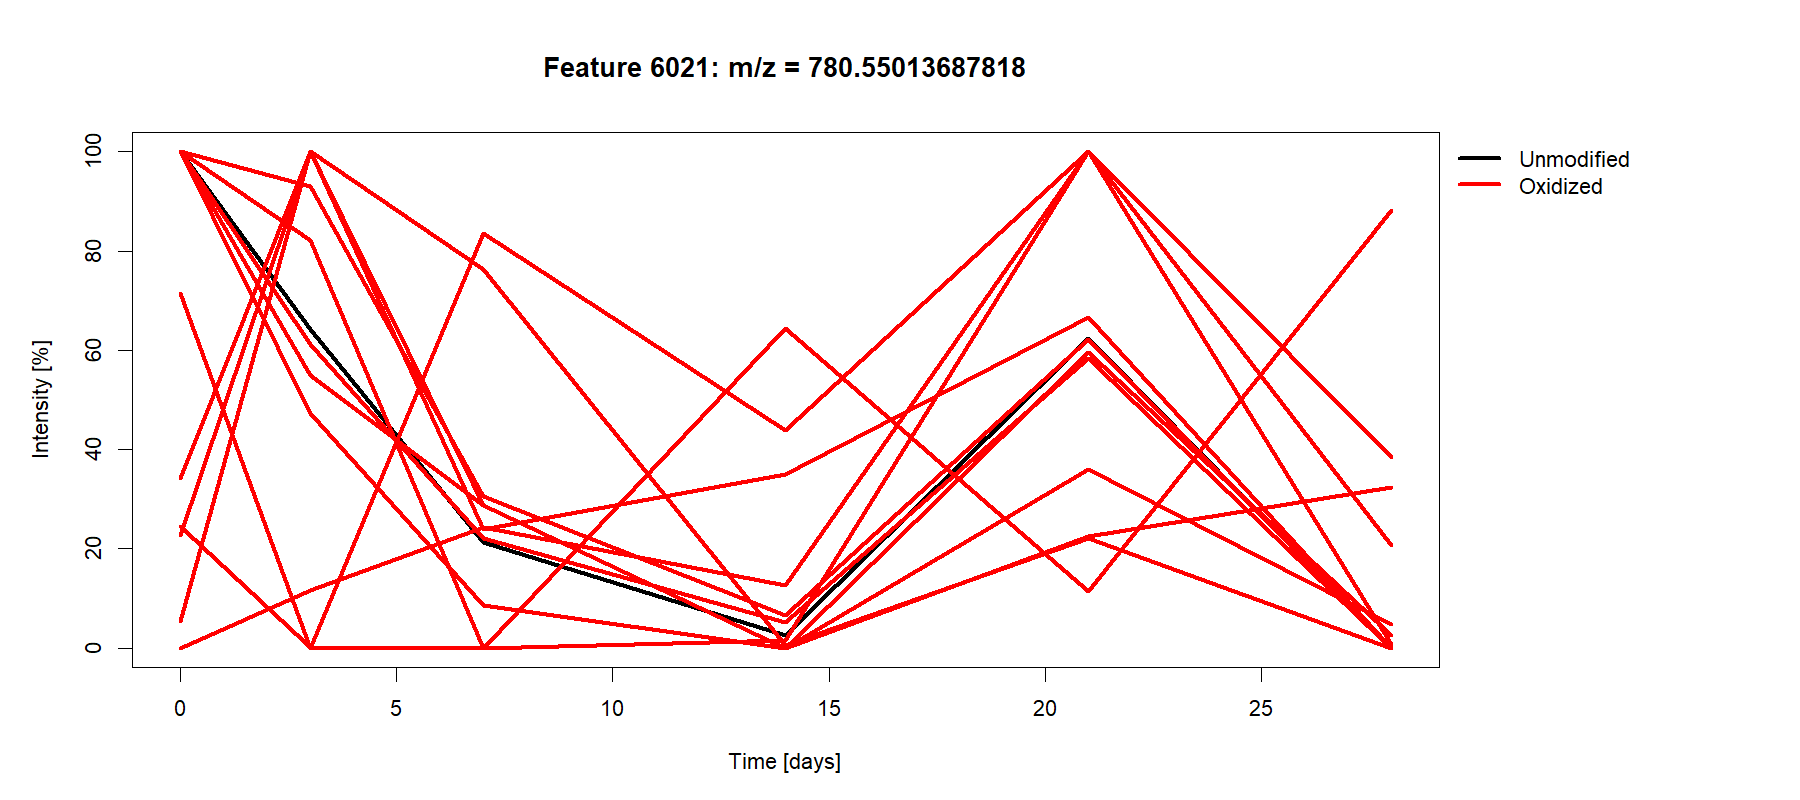 Feature 6021: m/z = 780.55013687818
Unmodified
Oxidized
Intensity [%]
100
80
60
40
20
0
0 5 10 15 20 25
Time [days]